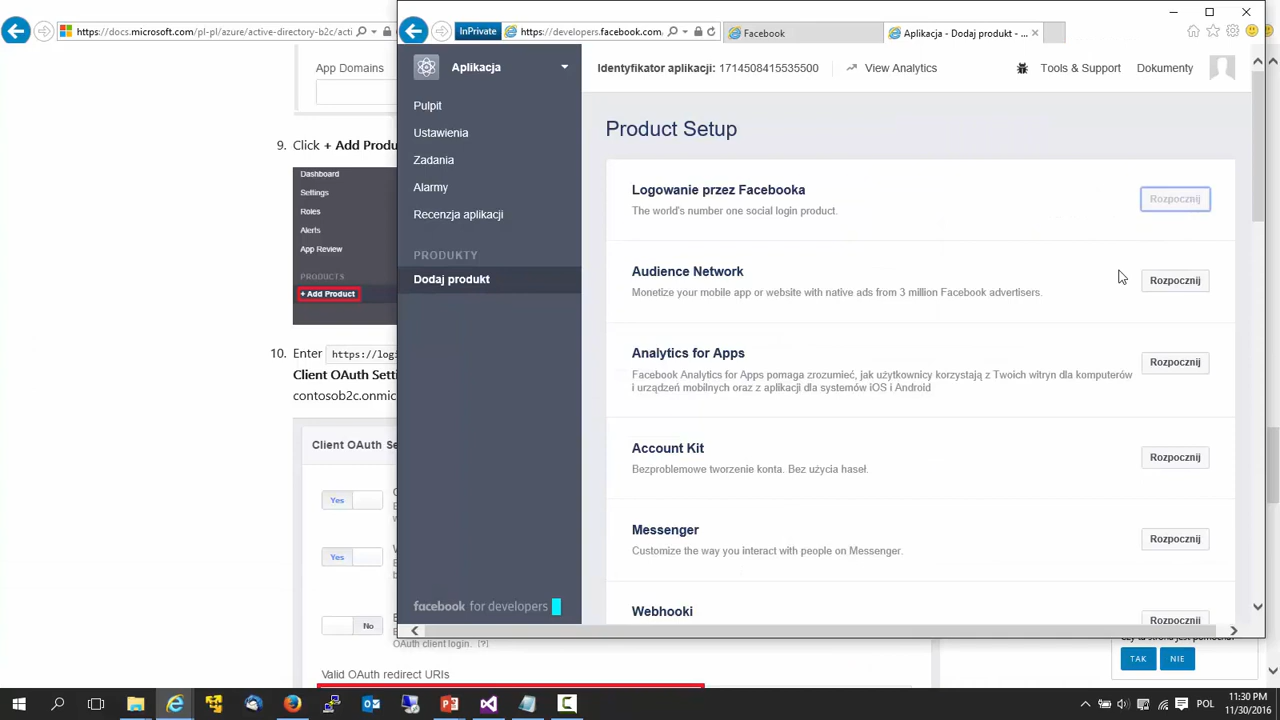 https://docs.microsoft.com/pl-pl/azure/active-directory-b2c/acti
InPrivate
https://developers.facebook.com
Facebook
Aplikacja - Dodaj produkt - ...
App Domains
9. Click + Add Produ
Dashboard
Settings
Roles
Alerts
App Review
PRODUCTS
+ Add Product
10. Enter https://logi
Client OAuth Setti
contosob2c.onmic
Client OAuth Se
Yes
Yes
No
OAuth client login. [?]
Valid OAuth redirect URIs
Aplikacja
Pulpit
Ustawienia
Zadania
Alarmy
Recenzja aplikacji
PRODUKTY
Dodaj produkt
facebook for developers
Identyfikator aplikacji: 1714508415535500
View Analytics
Tools & Support
Dokumenty
Product Setup
Logowanie przez Facebooka
The world's number one social login product.
Rozpocznij
Audience Network
Monetize your mobile app or website with native ads from 3 million Facebook advertisers.
Rozpocznij
Analytics for Apps
Facebook Analytics for Apps pomaga zrozumieć, jak użytkownicy korzystają z Twoich witryn dla komputerów
i urządzeń mobilnych oraz z aplikacji dla systemów iOS i Android
Rozpocznij
Account Kit
Bezproblemowe tworzenie konta. Bez użycia haseł.
Rozpocznij
Messenger
Customize the way you interact with people on Messenger.
Rozpocznij
Webhooki
Rozpocznij
Czy ta strona jest pomocna?
TAK
NIE
POL
11:30 PM
11/30/2016